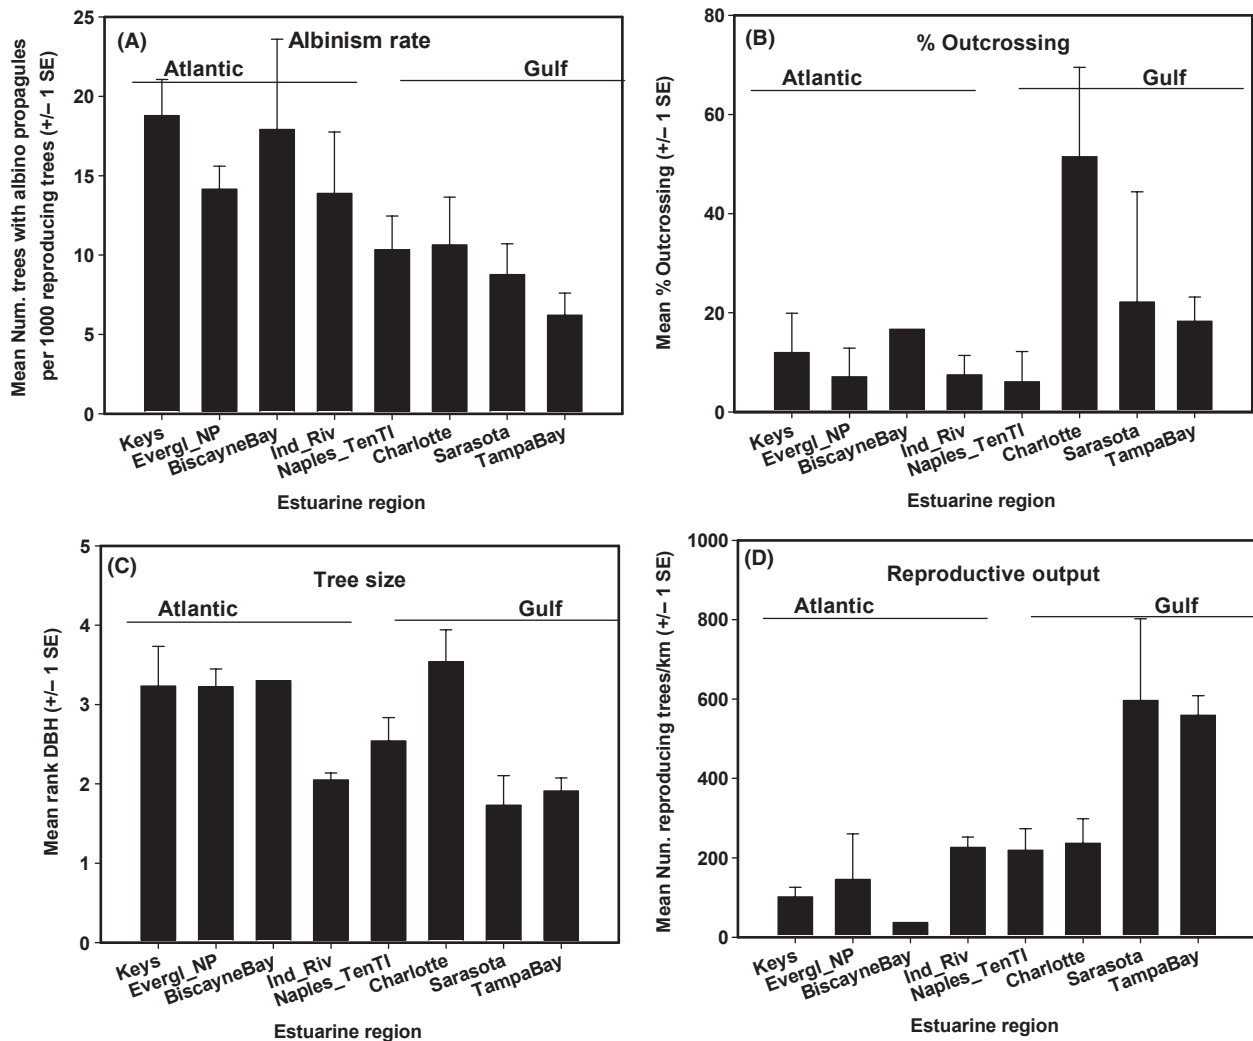 (A)
Albinism rate
Atlantic
Gulf
Mean Num. trees with albino propagules
per 1000 reproducing trees (+/– 1 SE)
25
20
15
10
5
0
Keys
Evergl_NP
BiscayneBay
Ind_Riv
Naples_TenTI
Charlotte
Sarasota
TampaBay
Estuarine region
(B)
% Outcrossing
Atlantic
Gulf
Mean % Outcrossing (+/– 1 SE)
80
60
40
20
0
Keys
Evergl_NP
BiscayneBay
Ind_Riv
Naples_TenTI
Charlotte
Sarasota
TampaBay
Estuarine region
(C)
Tree size
Atlantic
Gulf
Mean rank DBH (+/– 1 SE)
5
4
3
2
1
0
Keys
Evergl_NP
BiscayneBay
Ind_Riv
Naples_TenTI
Charlotte
Sarasota
TampaBay
Estuarine region
(D)
Reproductive output
Atlantic
Gulf
Mean Nun. reproducing trees/km (+/– 1 SE)
1000
800
600
400
200
0
Keys
Evergl_NP
BiscayneBay
Ind_Riv
Naples_TenTI
Charlotte
Sarasota
TampaBay
Estuarine region